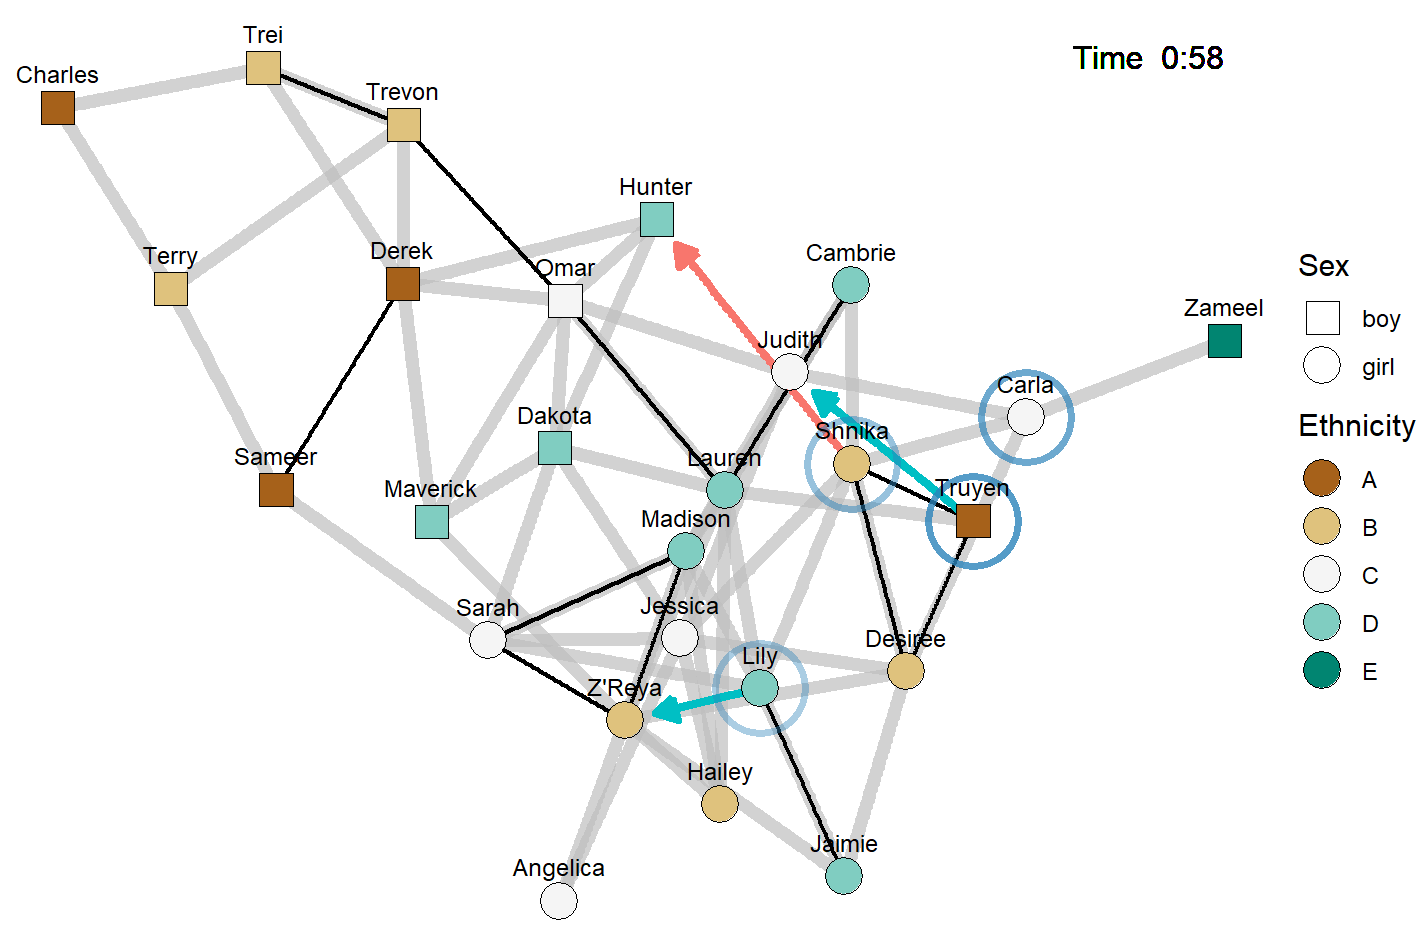 Trei
Time 0:58
Charles
Trevon
Hunter
Terry
Derek
Cambrie
Omar
Sex
Zameel
boy
Judith
girl
Carla
Dakota
Ethnicity
Shnika
Sameer
Lauren
A
Maverick
Truyen
Madison
B
C
Sarah
Jessica
D
Desiree
Lily
E
Z'Reya
Hailey
Jaimie
Angelica